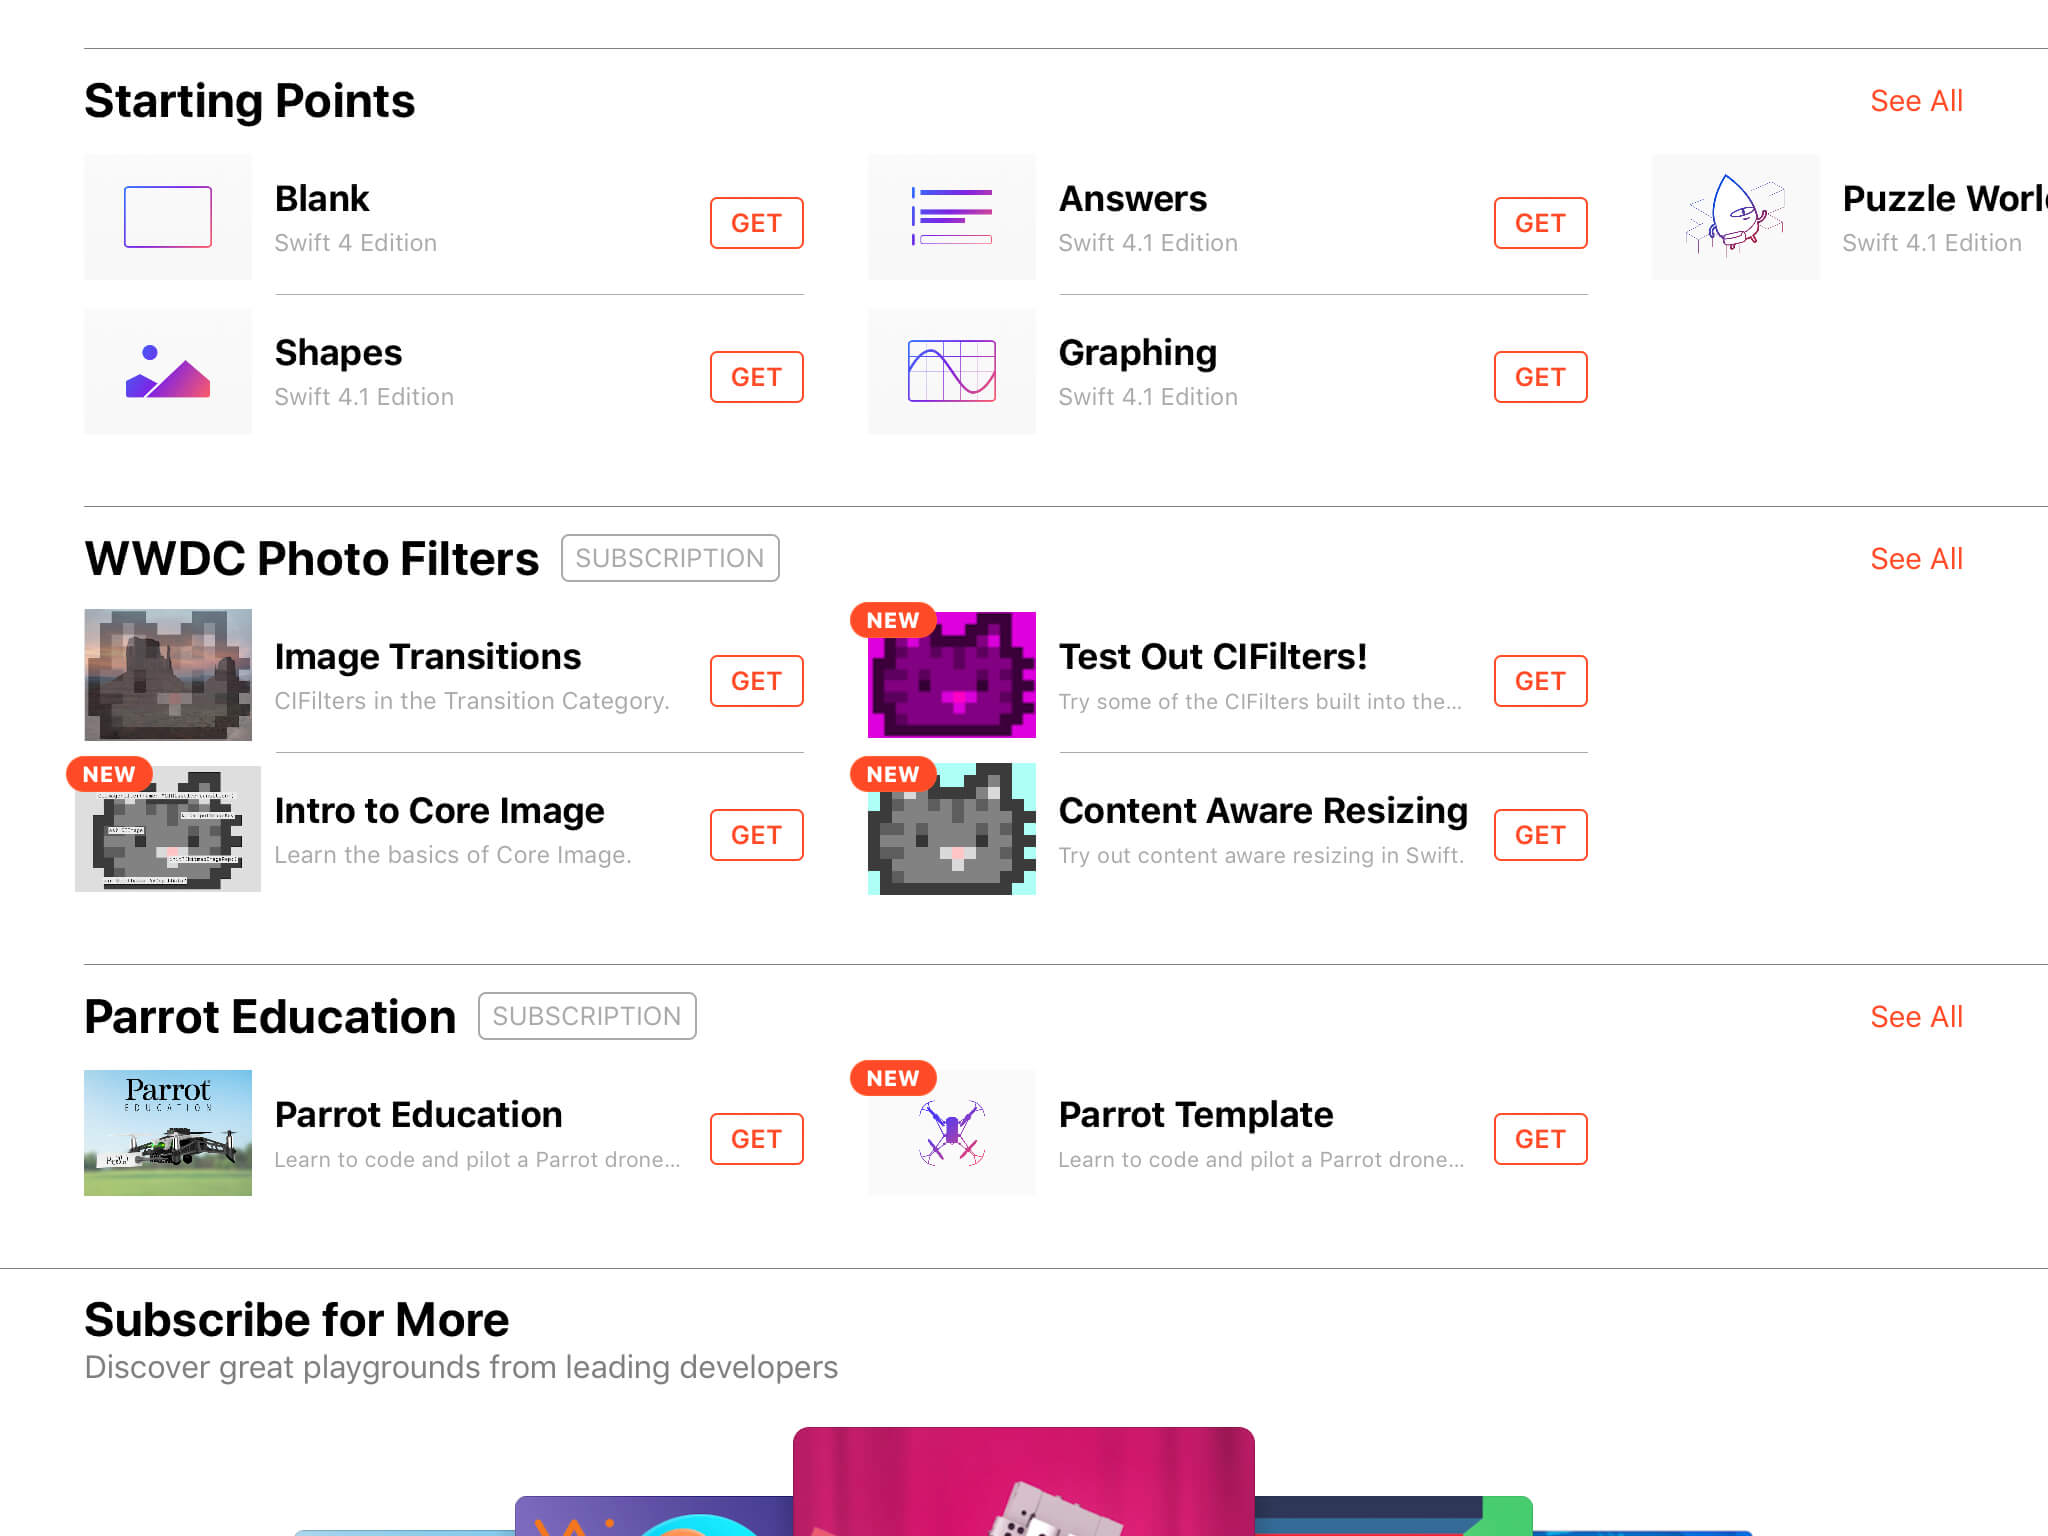 Starting Points
See All
Blank
Swift 4 Edition
GET
Answers
Swift 4.1 Edition
GET
Puzzle Worl
Swift 4.1 Edition
Shapes
Swift 4.1 Edition
GET
Graphing
Swift 4.1 Edition
GET
WWDC Photo Filters
SUBSCRIPTION
See All
Image Transitions
CIFilters in the Transition Category.
GET
NEW
Test Out CIFilters!
Try some of the CIFilters built into the...
GET
NEW
Intro to Core Image
Learn the basics of Core Image.
GET
NEW
Content Aware Resizing
Try out content aware resizing in Swift.
GET
Parrot Education
SUBSCRIPTION
See All
Parrot
EDUCATION
Parrot Education
Learn to code and pilot a Parrot drone...
GET
NEW
Parrot Template
Learn to code and pilot a Parrot drone...
GET
Subscribe for More
Discover great playgrounds from leading developers